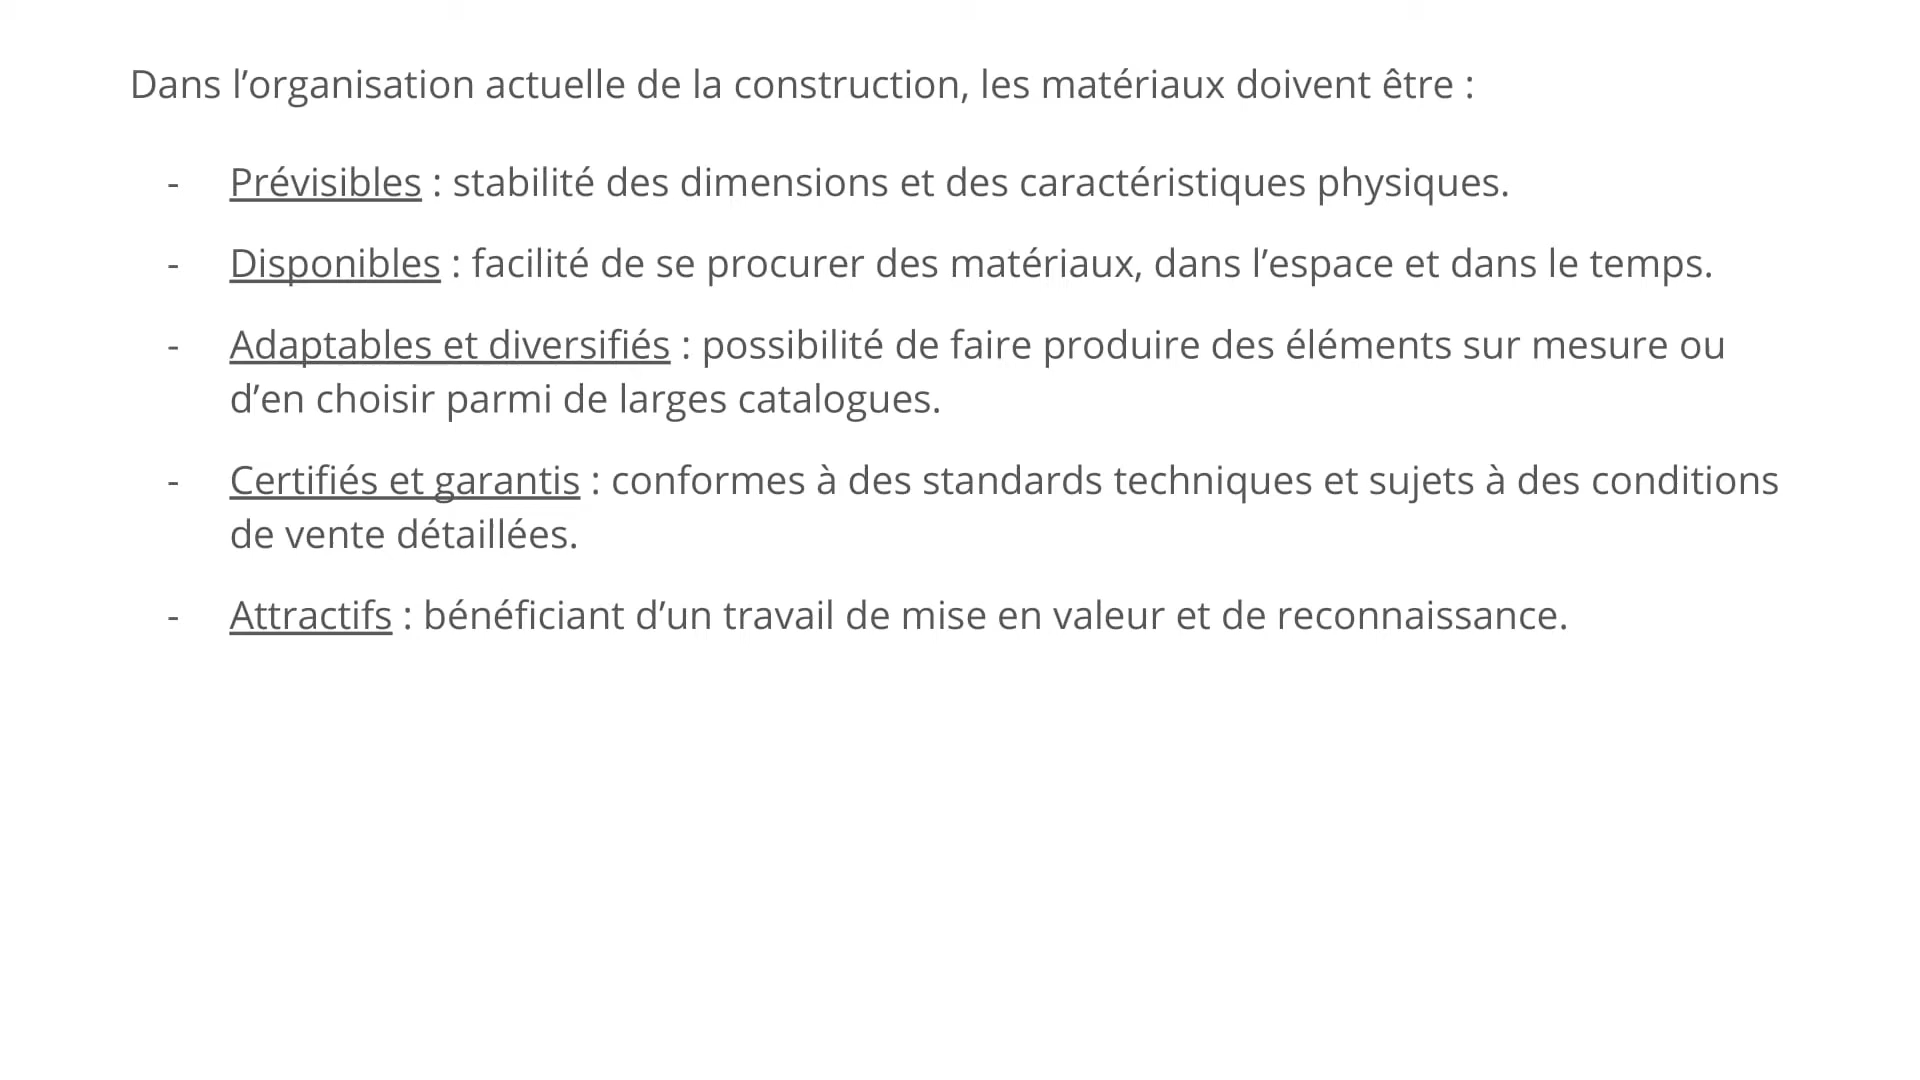 Dans l’organisation actuelle de la construction, les matériaux doivent être :
- Prévisibles : stabilité des dimensions et des caractéristiques physiques.
- Disponibles : facilité de se procurer des matériaux, dans l’espace et dans le temps.
- Adaptables et diversifiés : possibilité de faire produire des éléments sur mesure ou
d’en choisir parmi de larges catalogues.
- Certifiés et garantis : conformes à des standards techniques et sujets à des conditions
de vente détaillées.
- Attractifs : bénéficiant d’un travail de mise en valeur et de reconnaissance.